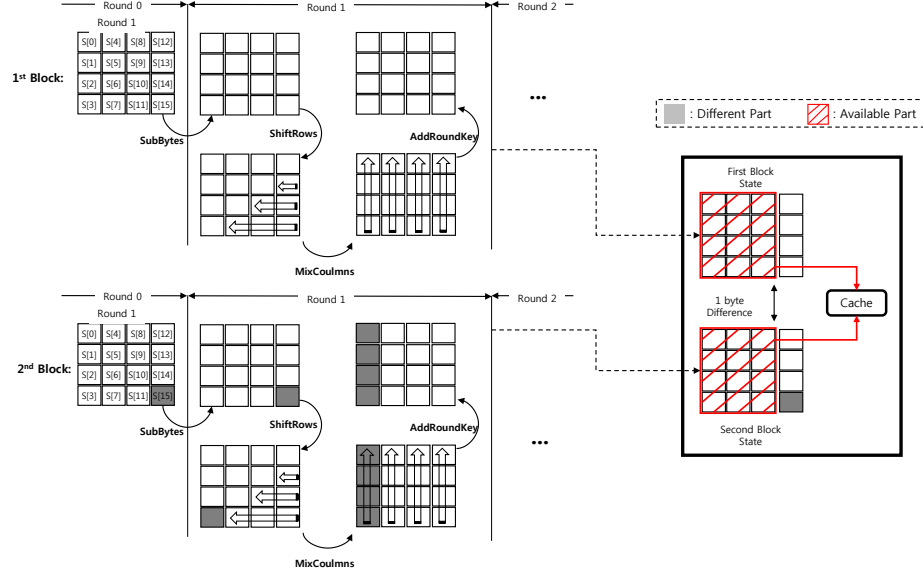 Round 0
Round 1
Round 2
Round 1
S[0] S[4] S[8] S[12]
S[1] S[5] S[9] S[13]
S[2] S[6] S[10] S[14]
S[3] S[7] S[11] S[15]
1st Block:
SubBytes
ShiftRows
AddRoundKey
MixCoulmns
...
: Different Part
: Available Part
First Block
State
1 byte
Difference
Cache
Second Block
State
Round 0
Round 1
Round 2
Round 1
S[0] S[4] S[8] S[12]
S[1] S[5] S[9] S[13]
S[2] S[6] S[10] S[14]
S[3] S[7] S[11] S[15]
2nd Block:
SubBytes
ShiftRows
AddRoundKey
MixCoulmns
...